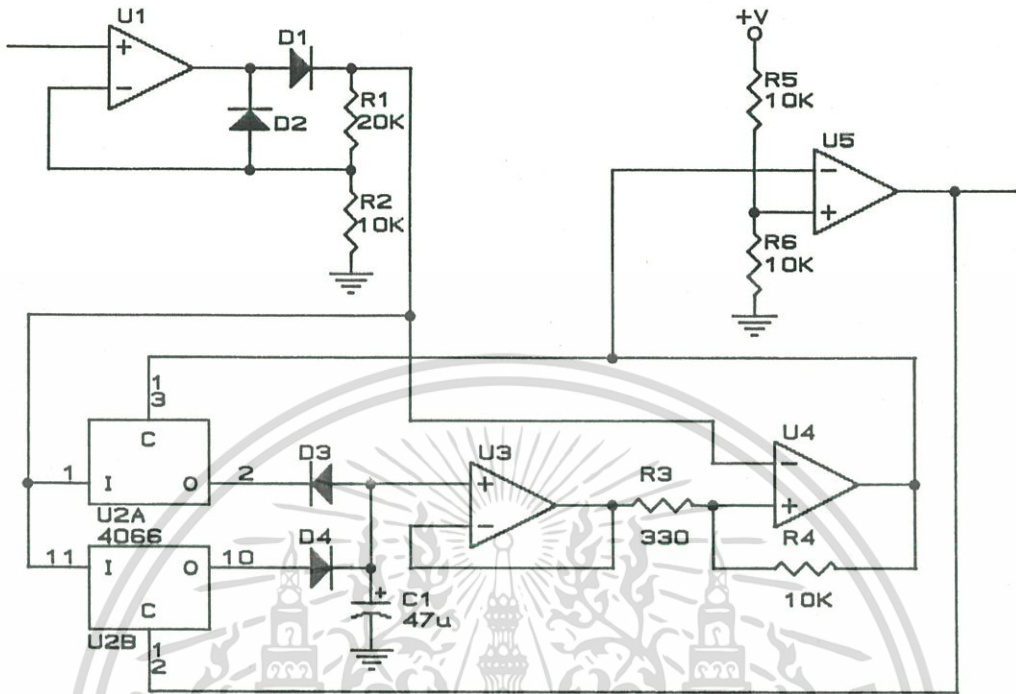 U1
+
-
D1
D2
R1
20K
R2
10K
+V
R5
10K
U5
-
+
R6
10K
1
3
C
1 I O 2
U2A
4066
D3
D4
11 I O 10
C
U2B
1
2
C1
47u
+
U3
+
-
R3
330
U4
-
+
R4
10K